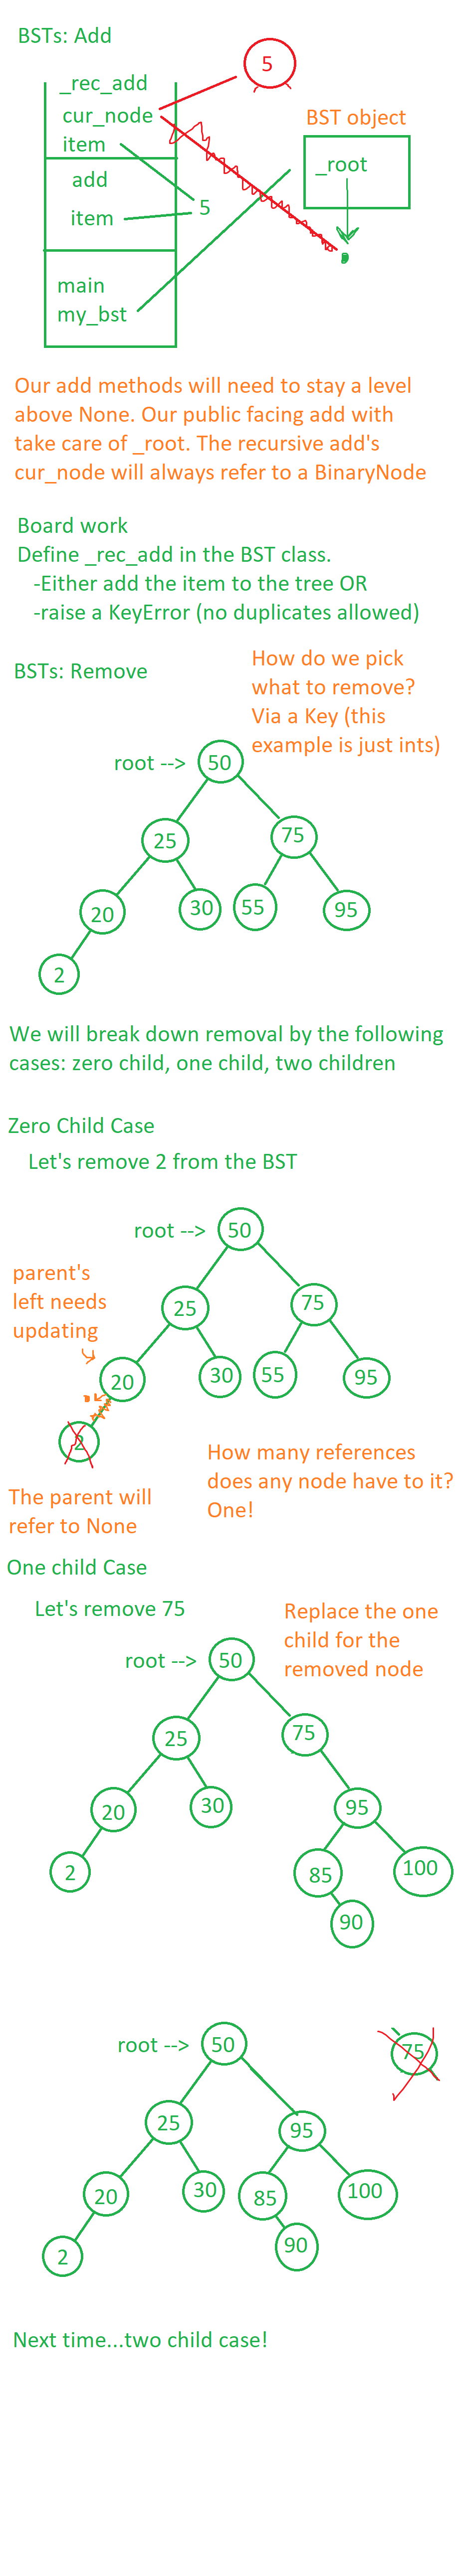 BSTs: Add
5
_rec_add
cur_node
item
BST object
_root
add
item
5
main
my_bst
Our add methods will need to stay a level
above None. Our public facing add with
take care of _root. The recursive add's
cur_node will always refer to a BinaryNode
Board work
Define _rec_add in the BST class.
-Either add the item to the tree OR
-raise a KeyError (no duplicates allowed)
BSTs: Remove
How do we pick
what to remove?
Via a Key (this
example is just ints)
root --> 50
25 75
20 30 55 95
2
We will break down removal by the following
cases: zero child, one child, two children
Zero Child Case
Let's remove 2 from the BST
root --> 50
parent's
left needs
updating
25 75
20 30 55 95
2
How many references
does any node have to it?
One!
The parent will
refer to None
One child Case
Let's remove 75
Replace the one
child for the
removed node
root --> 50
25 75
20 30 95
2 85 100
90
root --> 50 75
25 95
20 30 85 100
2 90
Next time...two child case!